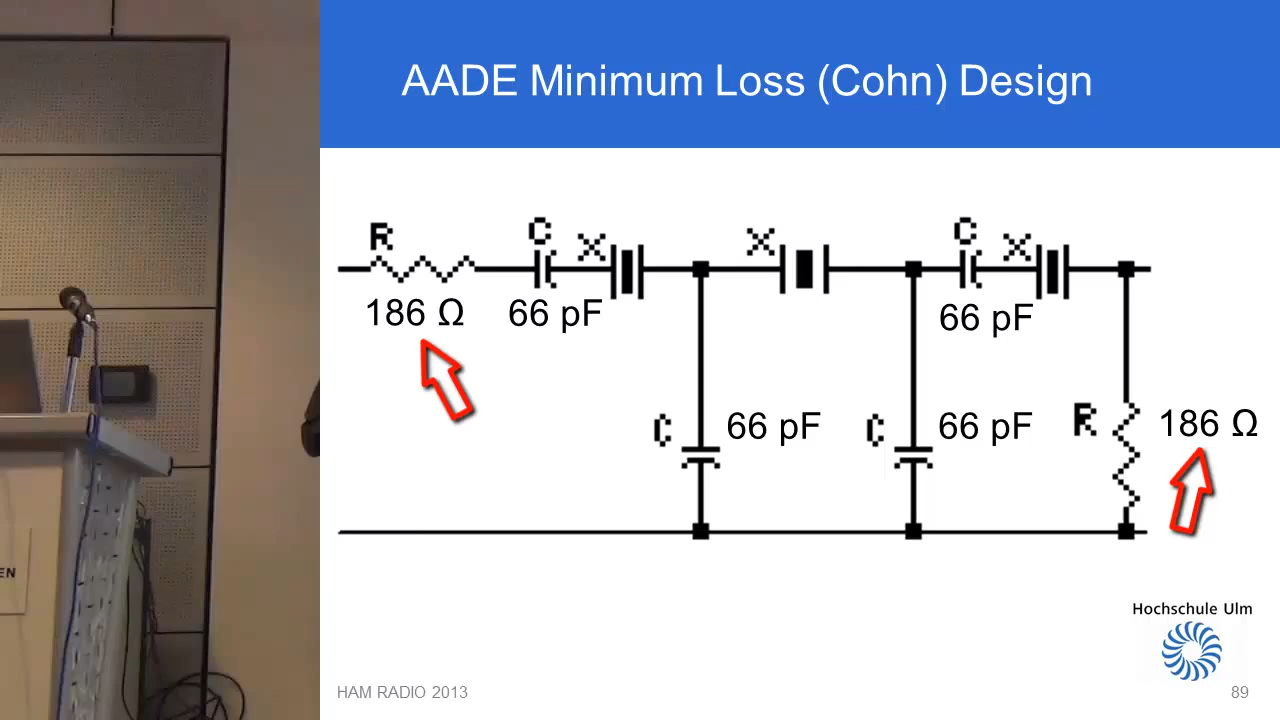 AADE Minimum Loss (Cohn) Design
R
C
X
X
C
X
186 Ω
66 pF
66 pF
C
66 pF
C
66 pF
R
186 Ω
EN
Hochschule Ulm
HAM RADIO 2013
89